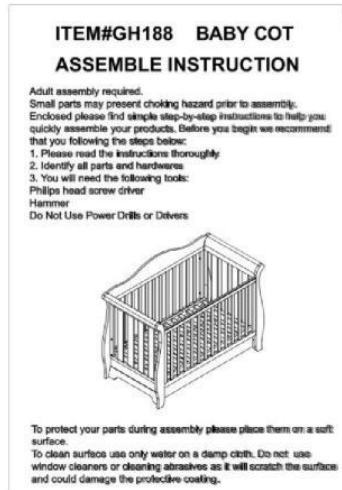 ITEM#GH188 BABY COT
ASSEMBLE INSTRUCTION
Adult assembly required.
Small parts may present choking hazard prior to assembly.
Enclosed please find simple step-by-step instructions to help you
quickly assemble your products. Before you begin we recommend
that you following the steps below:
1. Please read the instructions thoroughly
2. Identify all parts and hardwares
3. You will need the following tools:
Philips head screw driver
Hammer
Do Not Use Power Drills or Drivers
To protect your parts during assembly please place them on a soft
surface.
To clean surface use only water on a damp cloth. Do not use
window cleaners or cleaning abrasives as it will scratch the surface
and could damage the protective coating.